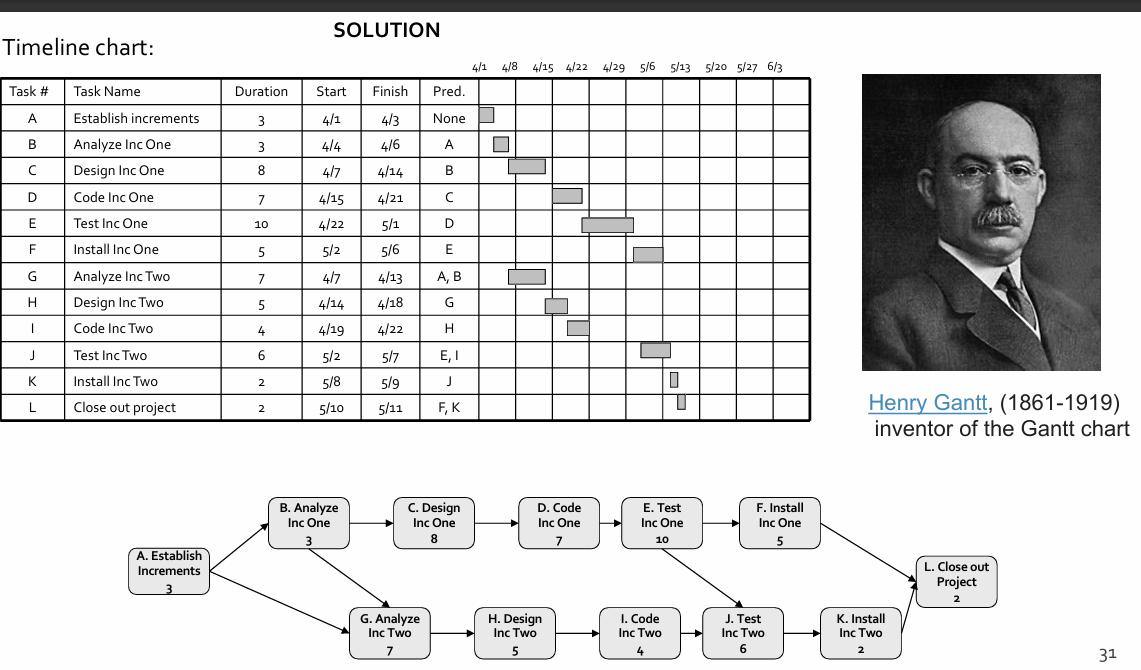 SOLUTION
Timeline chart:
4/1 4/8 4/15 4/22 4/29 5/6 5/13 5/20 5/27 6/3
Task # Task Name Duration Start Finish Pred.
A Establish increments 3 4/1 4/3 None
B Analyze Inc One 3 4/4 4/6 A
C Design Inc One 8 4/7 4/14 B
D Code Inc One 7 4/15 4/21 C
E Test Inc One 10 4/22 5/1 D
F Install Inc One 5 5/2 5/6 E
G Analyze Inc Two 7 4/7 4/13 A, B
H Design Inc Two 5 4/14 4/18 G
I Code Inc Two 4 4/19 4/22 H
J Test Inc Two 6 5/2 5/7 E, I
K Install Inc Two 2 5/8 5/9 J
L Close out project 2 5/10 5/11 F, K
Henry Gantt, (1861-1919)
inventor of the Gantt chart
A. Establish
Increments
3
B. Analyze
Inc One
3
C. Design
Inc One
8
D. Code
Inc One
7
E. Test
Inc One
10
F. Install
Inc One
5
G. Analyze
Inc Two
7
H. Design
Inc Two
5
I. Code
Inc Two
4
J. Test
Inc Two
6
K. Install
Inc Two
2
L. Close out
Project
2
31